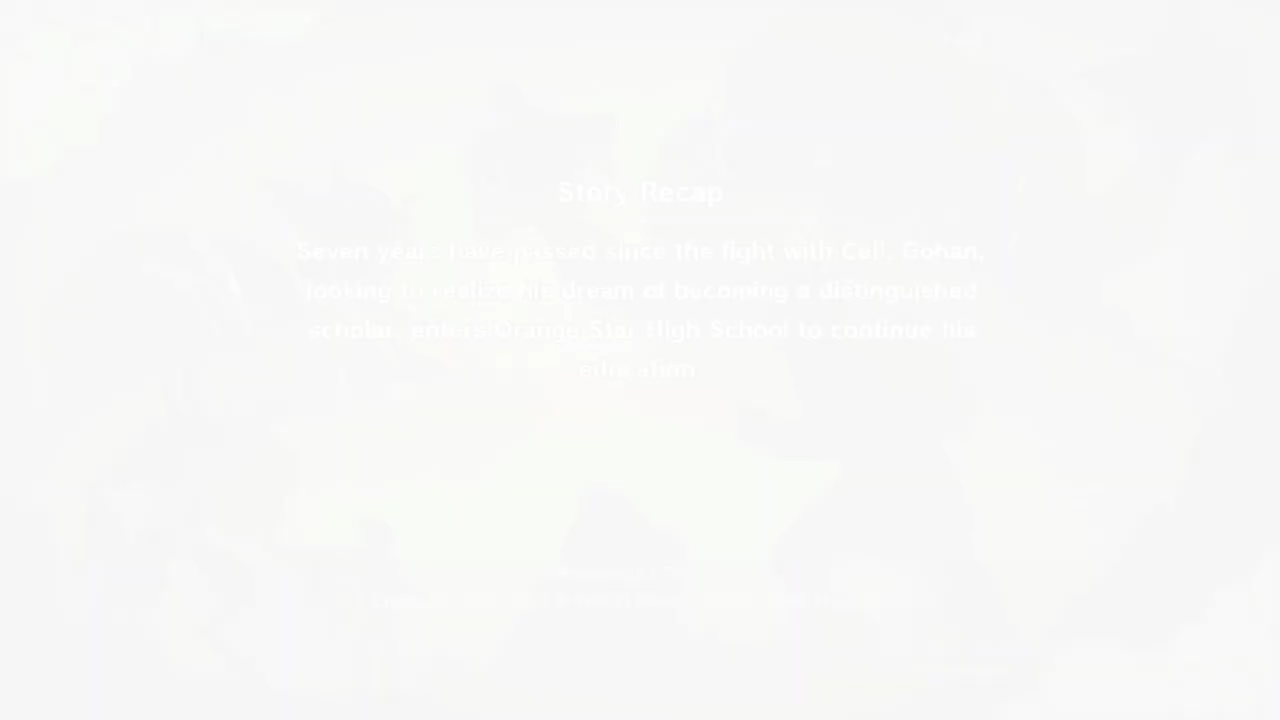 Story Recap
Seven years have passed since the fight with Cell. Gohan,
looking to realize his dream of becoming a distinguished
scholar, enters Orange Star High School to continue his
education.